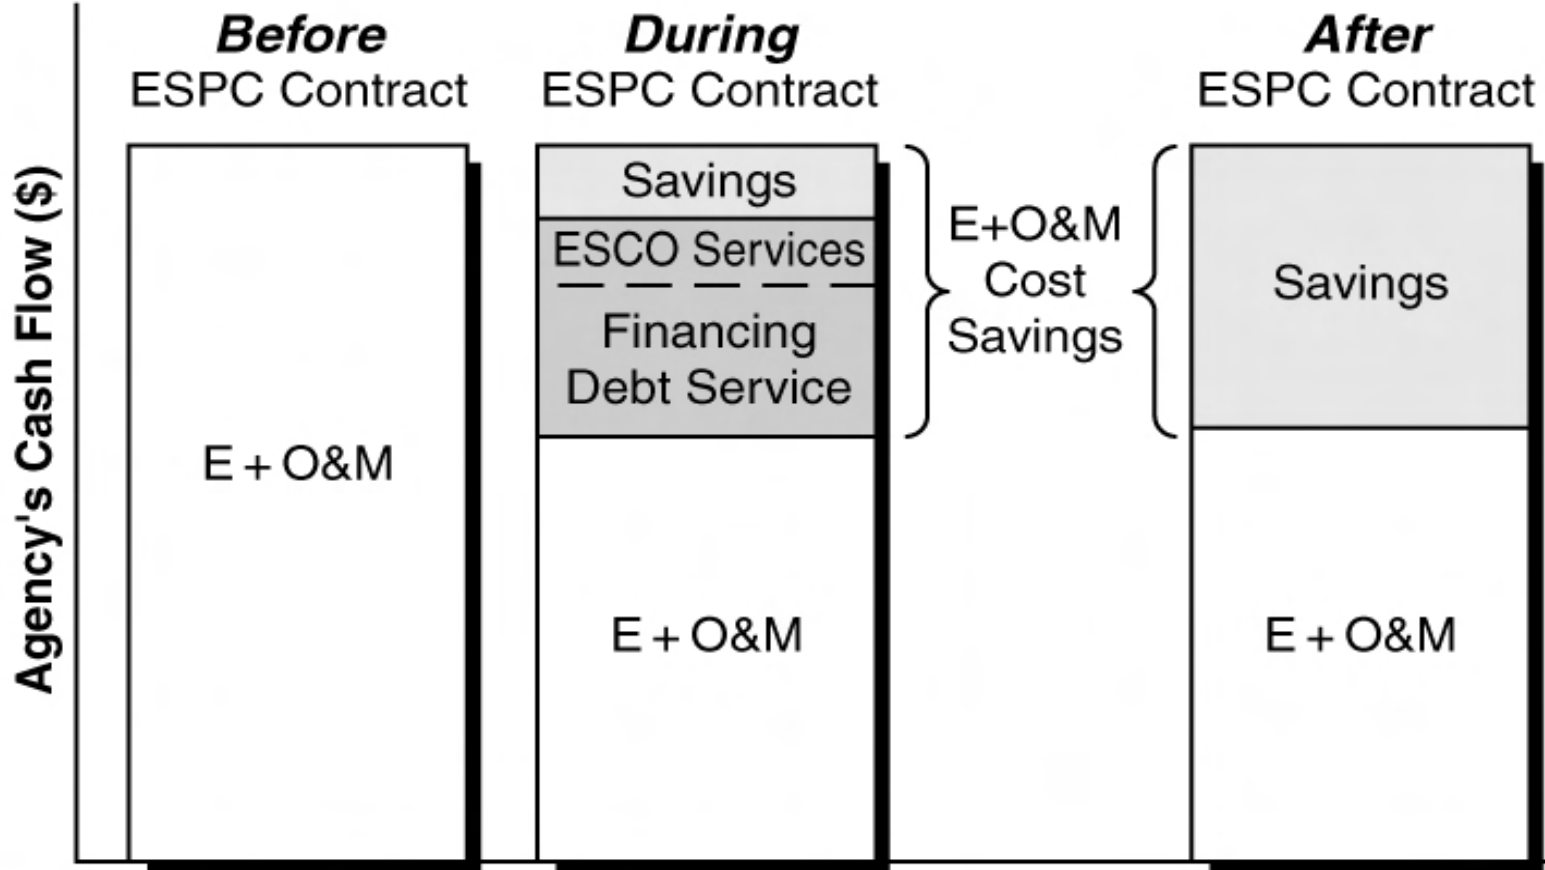 Agency's Cash Flow ($)
Before
ESPC Contract
E + O&M
During
ESPC Contract
Savings
ESCO Services
Financing
Debt Service
E + O&M
E+O&M
Cost
Savings
After
ESPC Contract
Savings
E + O&M